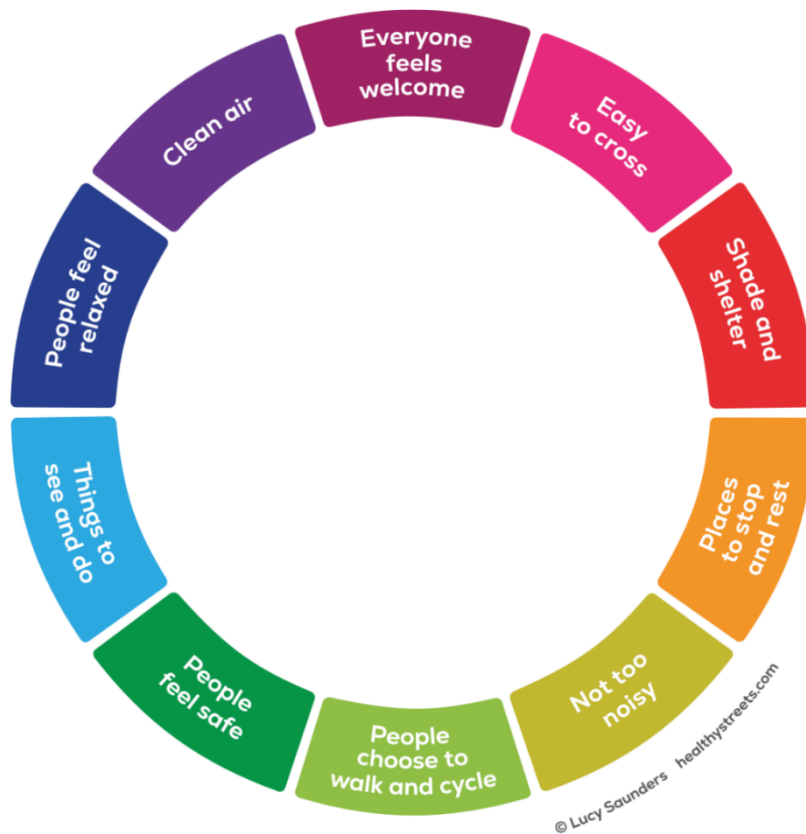 Everyone
feels
welcome
Easy
to cross
Shade and
shelter
Places
to stop
and rest
Not too
noisy
People
choose to
walk and cycle
People
feel safe
Things to
see and do
People feel
relaxed
Clean air
© Lucy Saunders healthystreets.com